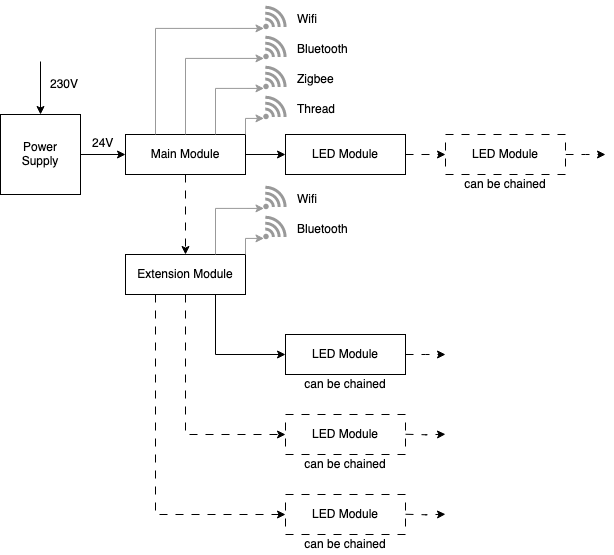 Wifi
Bluetooth
Zigbee
Thread
230V
Power
Supply
24V
Main Module
LED Module
LED Module
can be chained
Wifi
Bluetooth
Extension Module
LED Module
can be chained
LED Module
can be chained
LED Module
can be chained